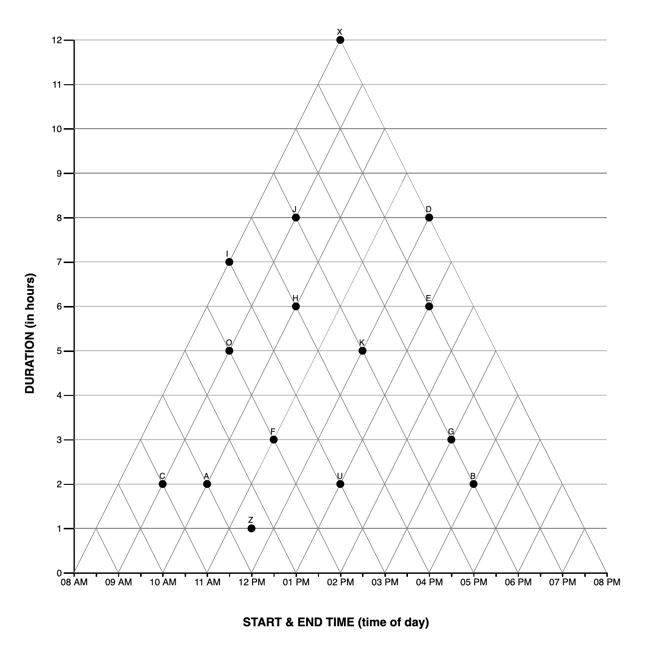 X
12
11
10
9
J
D
8
I
7
H
E
6
O
K
5
4
F
G
3
C
A
U
B
2
Z
1
0
08 AM 09 AM 10 AM 11 AM 12 PM 01 PM 02 PM 03 PM 04 PM 05 PM 06 PM 07 PM 08 PM
DURATION (in hours)
START & END TIME (time of day)